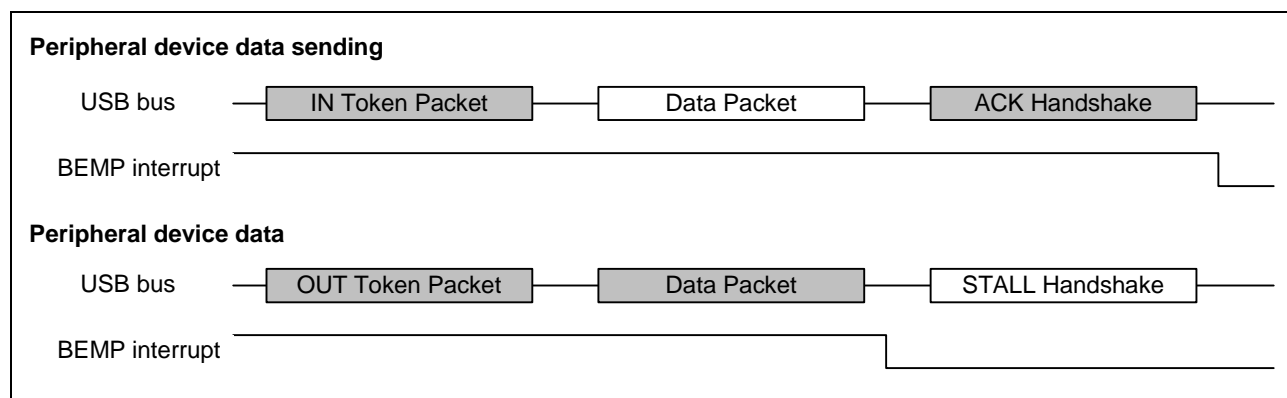 Peripheral device data sending
USB bus IN Token Packet Data Packet ACK Handshake
BEMP interrupt
Peripheral device data
USB bus OUT Token Packet Data Packet STALL Handshake
BEMP interrupt